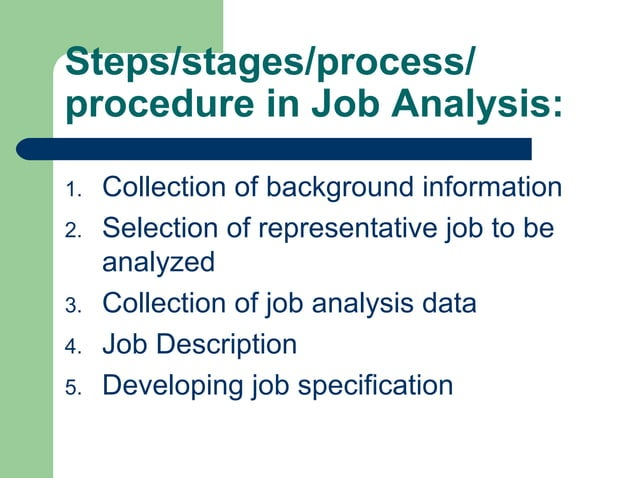 Steps/stages/process/
procedure in Job Analysis:
1. Collection of background information
2. Selection of representative job to be
analyzed
3. Collection of job analysis data
4. Job Description
5. Developing job specification